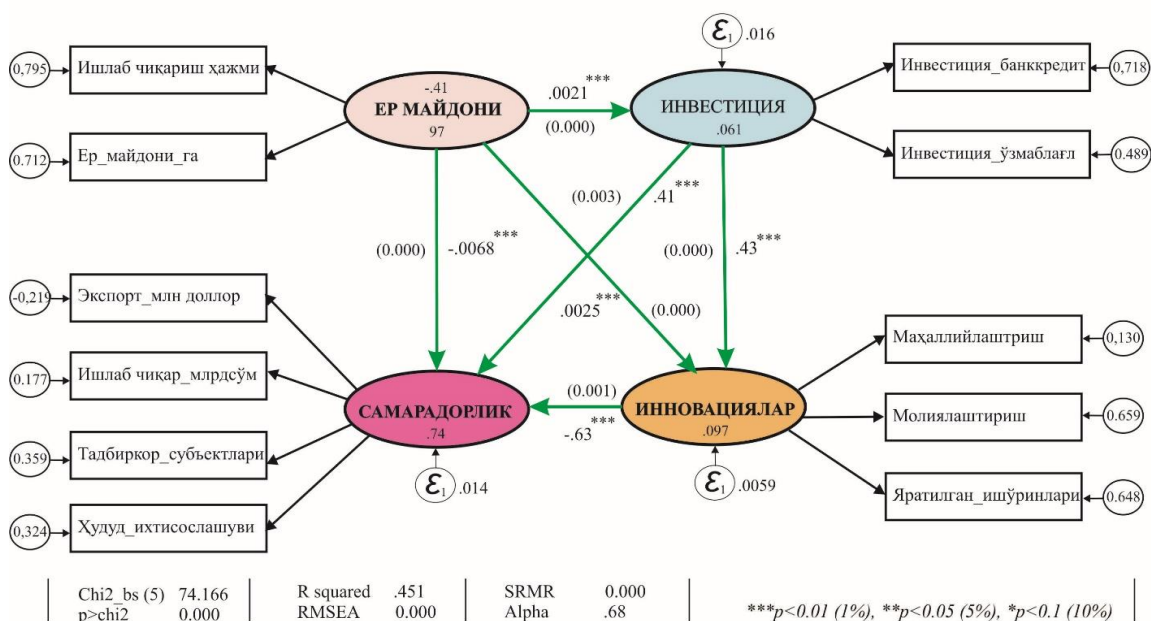 ε₁ .016
0,795 Ишлаб чиқариш ҳажми
-.41
ЕР МАЙДОНИ
97
.0021***
(0.000)
ИНВЕСТИЦИЯ
.061
Инвестиция_банккредит 0,718
0.712 Ер_майдони_га
Инвестиция_ўзмаблағл 0.489
(0.003) .41***
(0.000) -.0068***
(0.000) .43***
.0025*** (0.000)
-0,219 Экспорт_млн доллор
0.177 Ишлаб чиқар_млрдсўм
0.359 Тадбиркор_субъектлари
0,324 Ҳудуд_ихтисослашуви
САМАРАДОРЛИК
.74
ε₁ .014
(0.001)
-.63***
ИННОВАЦИЯЛАР
.097
ε₁ .0059
Маҳаллийлаштриш 0,130
Молиялаштириш 0.659
Яратилган_ишўринлари 0.648
Chi2_bs (5) 74.166
p>chi2 0.000
R squared .451
RMSEA 0.000
SRMR 0.000
Alpha .68
***p<0.01 (1%), **p<0.05 (5%), *p<0.1 (10%)